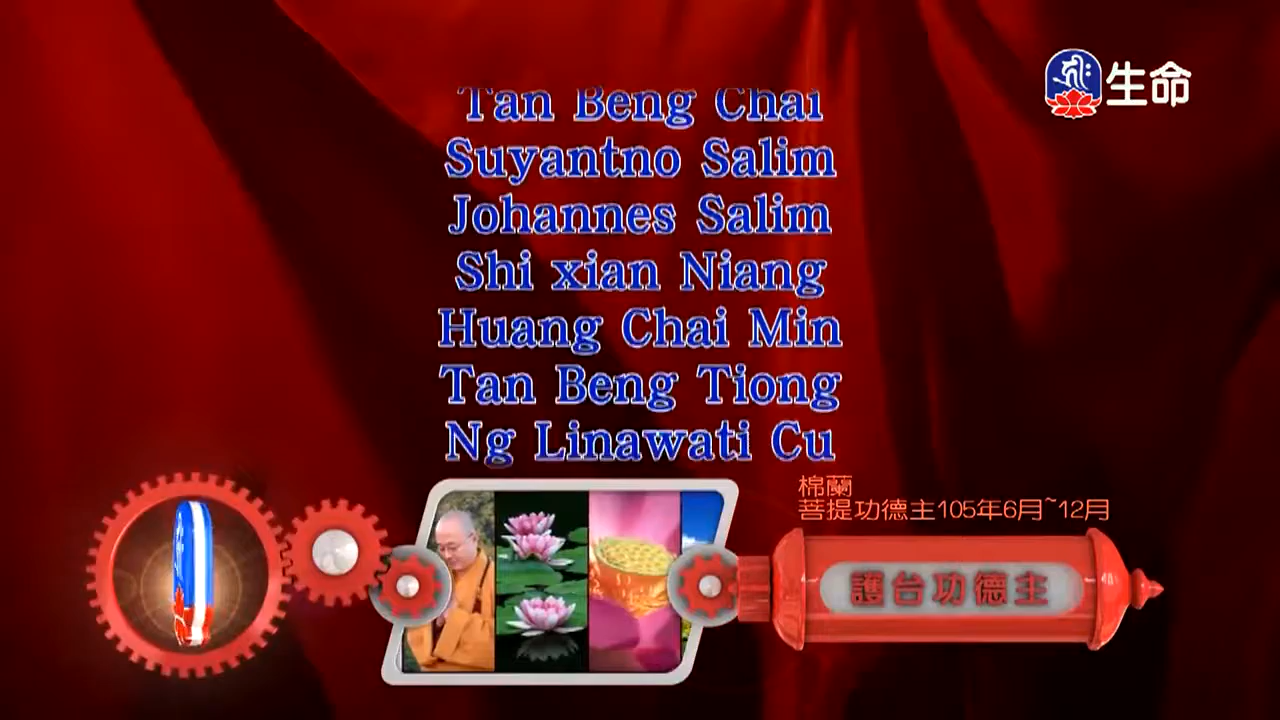 生命
Tan Beng Chai
Suyantno Salim
Johannes Salim
Shi xian Niang
Huang Chai Min
Tan Beng Tiong
Ng Linawati Cu
棉蘭
菩提功德主105年6月~12月
護台功德主